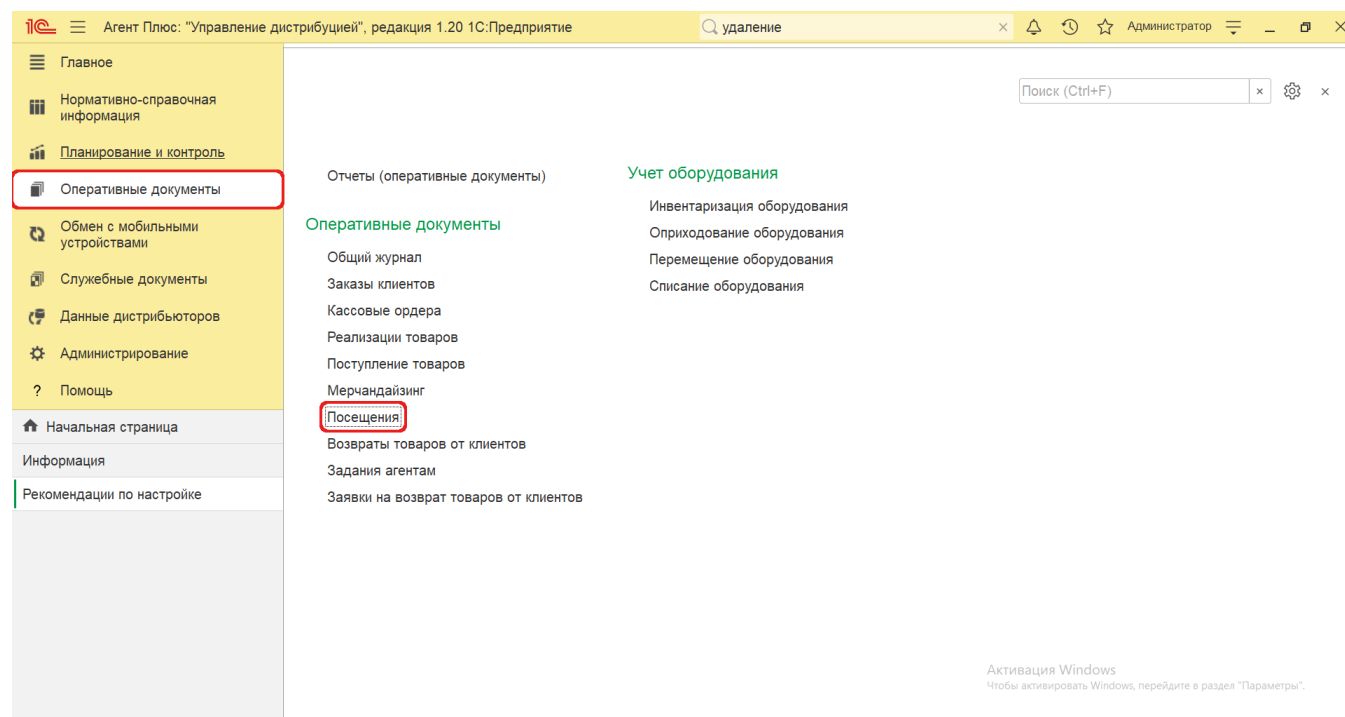 1С Агент Плюс: "Управление дистрибуцией", редакция 1.20 1С:Предприятие
удаление
Администратор
Главное
Нормативно-справочная
информация
Планирование и контроль
Оперативные документы
Обмен с мобильными
устройствами
Служебные документы
Данные дистрибьюторов
Администрирование
? Помощь
Начальная страница
Информация
Рекомендации по настройке
Поиск (Ctrl+F)
Отчеты (оперативные документы)
Оперативные документы
Общий журнал
Заказы клиентов
Кассовые ордера
Реализации товаров
Поступление товаров
Мерчандайзинг
Посещения
Возвраты товаров от клиентов
Задания агентам
Заявки на возврат товаров от клиентов
Учет оборудования
Инвентаризация оборудования
Оприходование оборудования
Перемещение оборудования
Списание оборудования
Активация Windows
Чтобы активировать Windows, перейдите в раздел "Параметры".